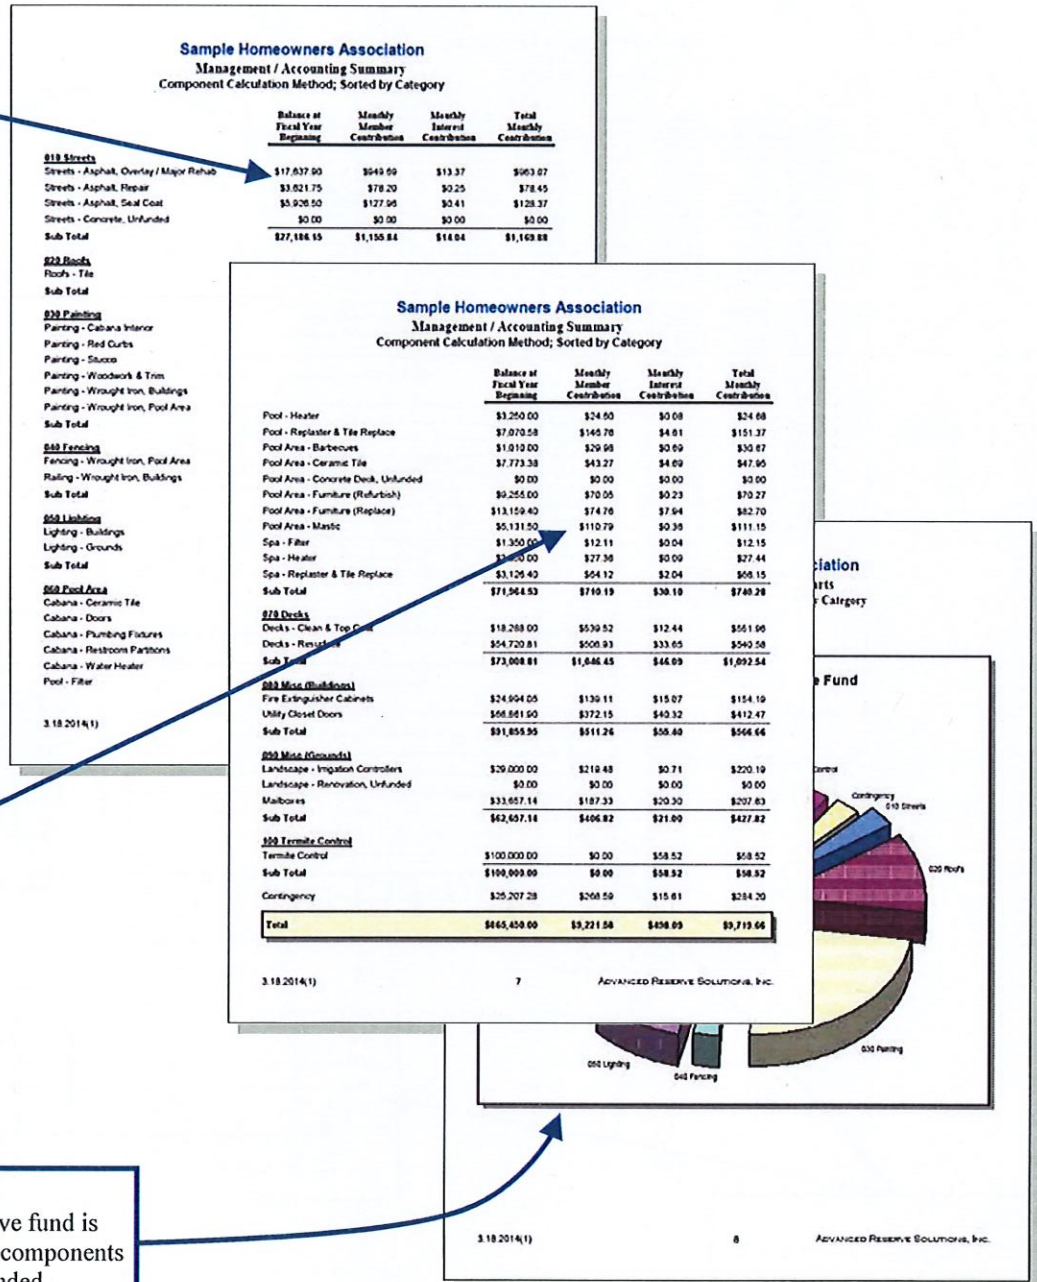 Sample Homeowners Association
Management / Accounting Summary
Component Calculation Method; Sorted by Category
Balance at Fiscal Year Beginning Monthly Member Contribution Monthly Interest Contribution Total Monthly Contribution
010 Streets
Streets - Asphalt, Overlay / Major Rehab $17,637.90 $949.69 $13.37 $963.07
Streets - Asphalt, Repair $3,621.75 $78.20 $0.25 $78.45
Streets - Asphalt, Seal Coat $5,926.50 $127.96 $0.41 $128.37
Streets - Concrete, Unfunded $0.00 $0.00 $0.00 $0.00
Sub Total $27,186.15 $1,155.84 $14.04 $1,169.88
020 Roofs
Roofs - Tile
Sub Total
030 Painting
Painting - Cabana Interior
Painting - Red Curbs
Painting - Stucco
Painting - Woodwork & Trim
Painting - Wrought Iron, Buildings
Painting - Wrought Iron, Pool Area
Sub Total
040 Fencing
Fencing - Wrought Iron, Pool Area
Railing - Wrought Iron, Buildings
Sub Total
050 Lighting
Lighting - Buildings
Lighting - Grounds
Sub Total
060 Pool Area
Cabana - Ceramic Tile
Cabana - Doors
Cabana - Plumbing Fixtures
Cabana - Restroom Partitions
Cabana - Water Heater
Pool - Filter
3.18.2014(1)
Sample Homeowners Association
Management / Accounting Summary
Component Calculation Method; Sorted by Category
Balance at Fiscal Year Beginning Monthly Member Contribution Monthly Interest Contribution Total Monthly Contribution
Pool - Heater $3,250.00 $24.60 $0.08 $24.68
Pool - Replaster & Tile Replace $7,070.58 $146.76 $4.61 $151.37
Pool Area - Barbecues $1,010.00 $29.98 $0.69 $30.67
Pool Area - Ceramic Tile $7,773.38 $43.27 $4.69 $47.95
Pool Area - Concrete Deck, Unfunded $0.00 $0.00 $0.00 $0.00
Pool Area - Furniture (Refurbish) $9,255.00 $70.05 $0.23 $70.27
Pool Area - Furniture (Replace) $13,159.40 $74.76 $7.94 $82.70
Pool Area - Mastic $5,131.50 $110.79 $0.36 $111.15
Spa - Filter $1,350.00 $12.11 $0.04 $12.15
Spa - Heater $27.36 $0.09 $27.44
Spa - Replaster & Tile Replace $3,126.40 $64.12 $2.04 $66.15
Sub Total $71,964.53 $710.19 $30.10 $740.28
070 Decks
Decks - Clean & Top $18,288.00 $539.52 $12.44 $551.96
Decks - $54,720.81 $506.93 $33.65 $540.58
Sub Total $73,008.81 $1,046.45 $46.09 $1,092.54
080 Misc (Buildings)
Fire Extinguisher Cabinets $24,994.05 $139.11 $15.07 $154.19
Utility Closet Doors $66,861.90 $372.15 $40.32 $412.47
Sub Total $91,855.95 $511.26 $55.40 $566.66
090 Misc (Grounds)
Landscape - Irrigation Controllers $29,000.00 $219.48 $0.71 $220.19
Landscape - Renovation, Unfunded $0.00 $0.00 $0.00 $0.00
Mailboxes $33,657.14 $187.33 $20.30 $207.63
Sub Total $62,657.14 $406.82 $21.00 $427.82
100 Termite Control
Termite Control $100,000.00 $0.00 $58.52 $58.52
Sub Total $100,000.00 $0.00 $58.52 $58.52
Contingency $25,207.28 $268.59 $15.61 $284.20
Total $865,450.00 $9,221.58 $498.09 $9,719.66
3.18.2014(1) 7 ADVANCED RESERVE SOLUTIONS, INC.
ciation
rts
Category
e Fund
Control
Contingency
010 Streets
020 Roofs
030 Painting
040 Fencing
050 Lighting
3.18.2014(1) 8 ADVANCED RESERVE SOLUTIONS, INC.
ve fund is
components
nded